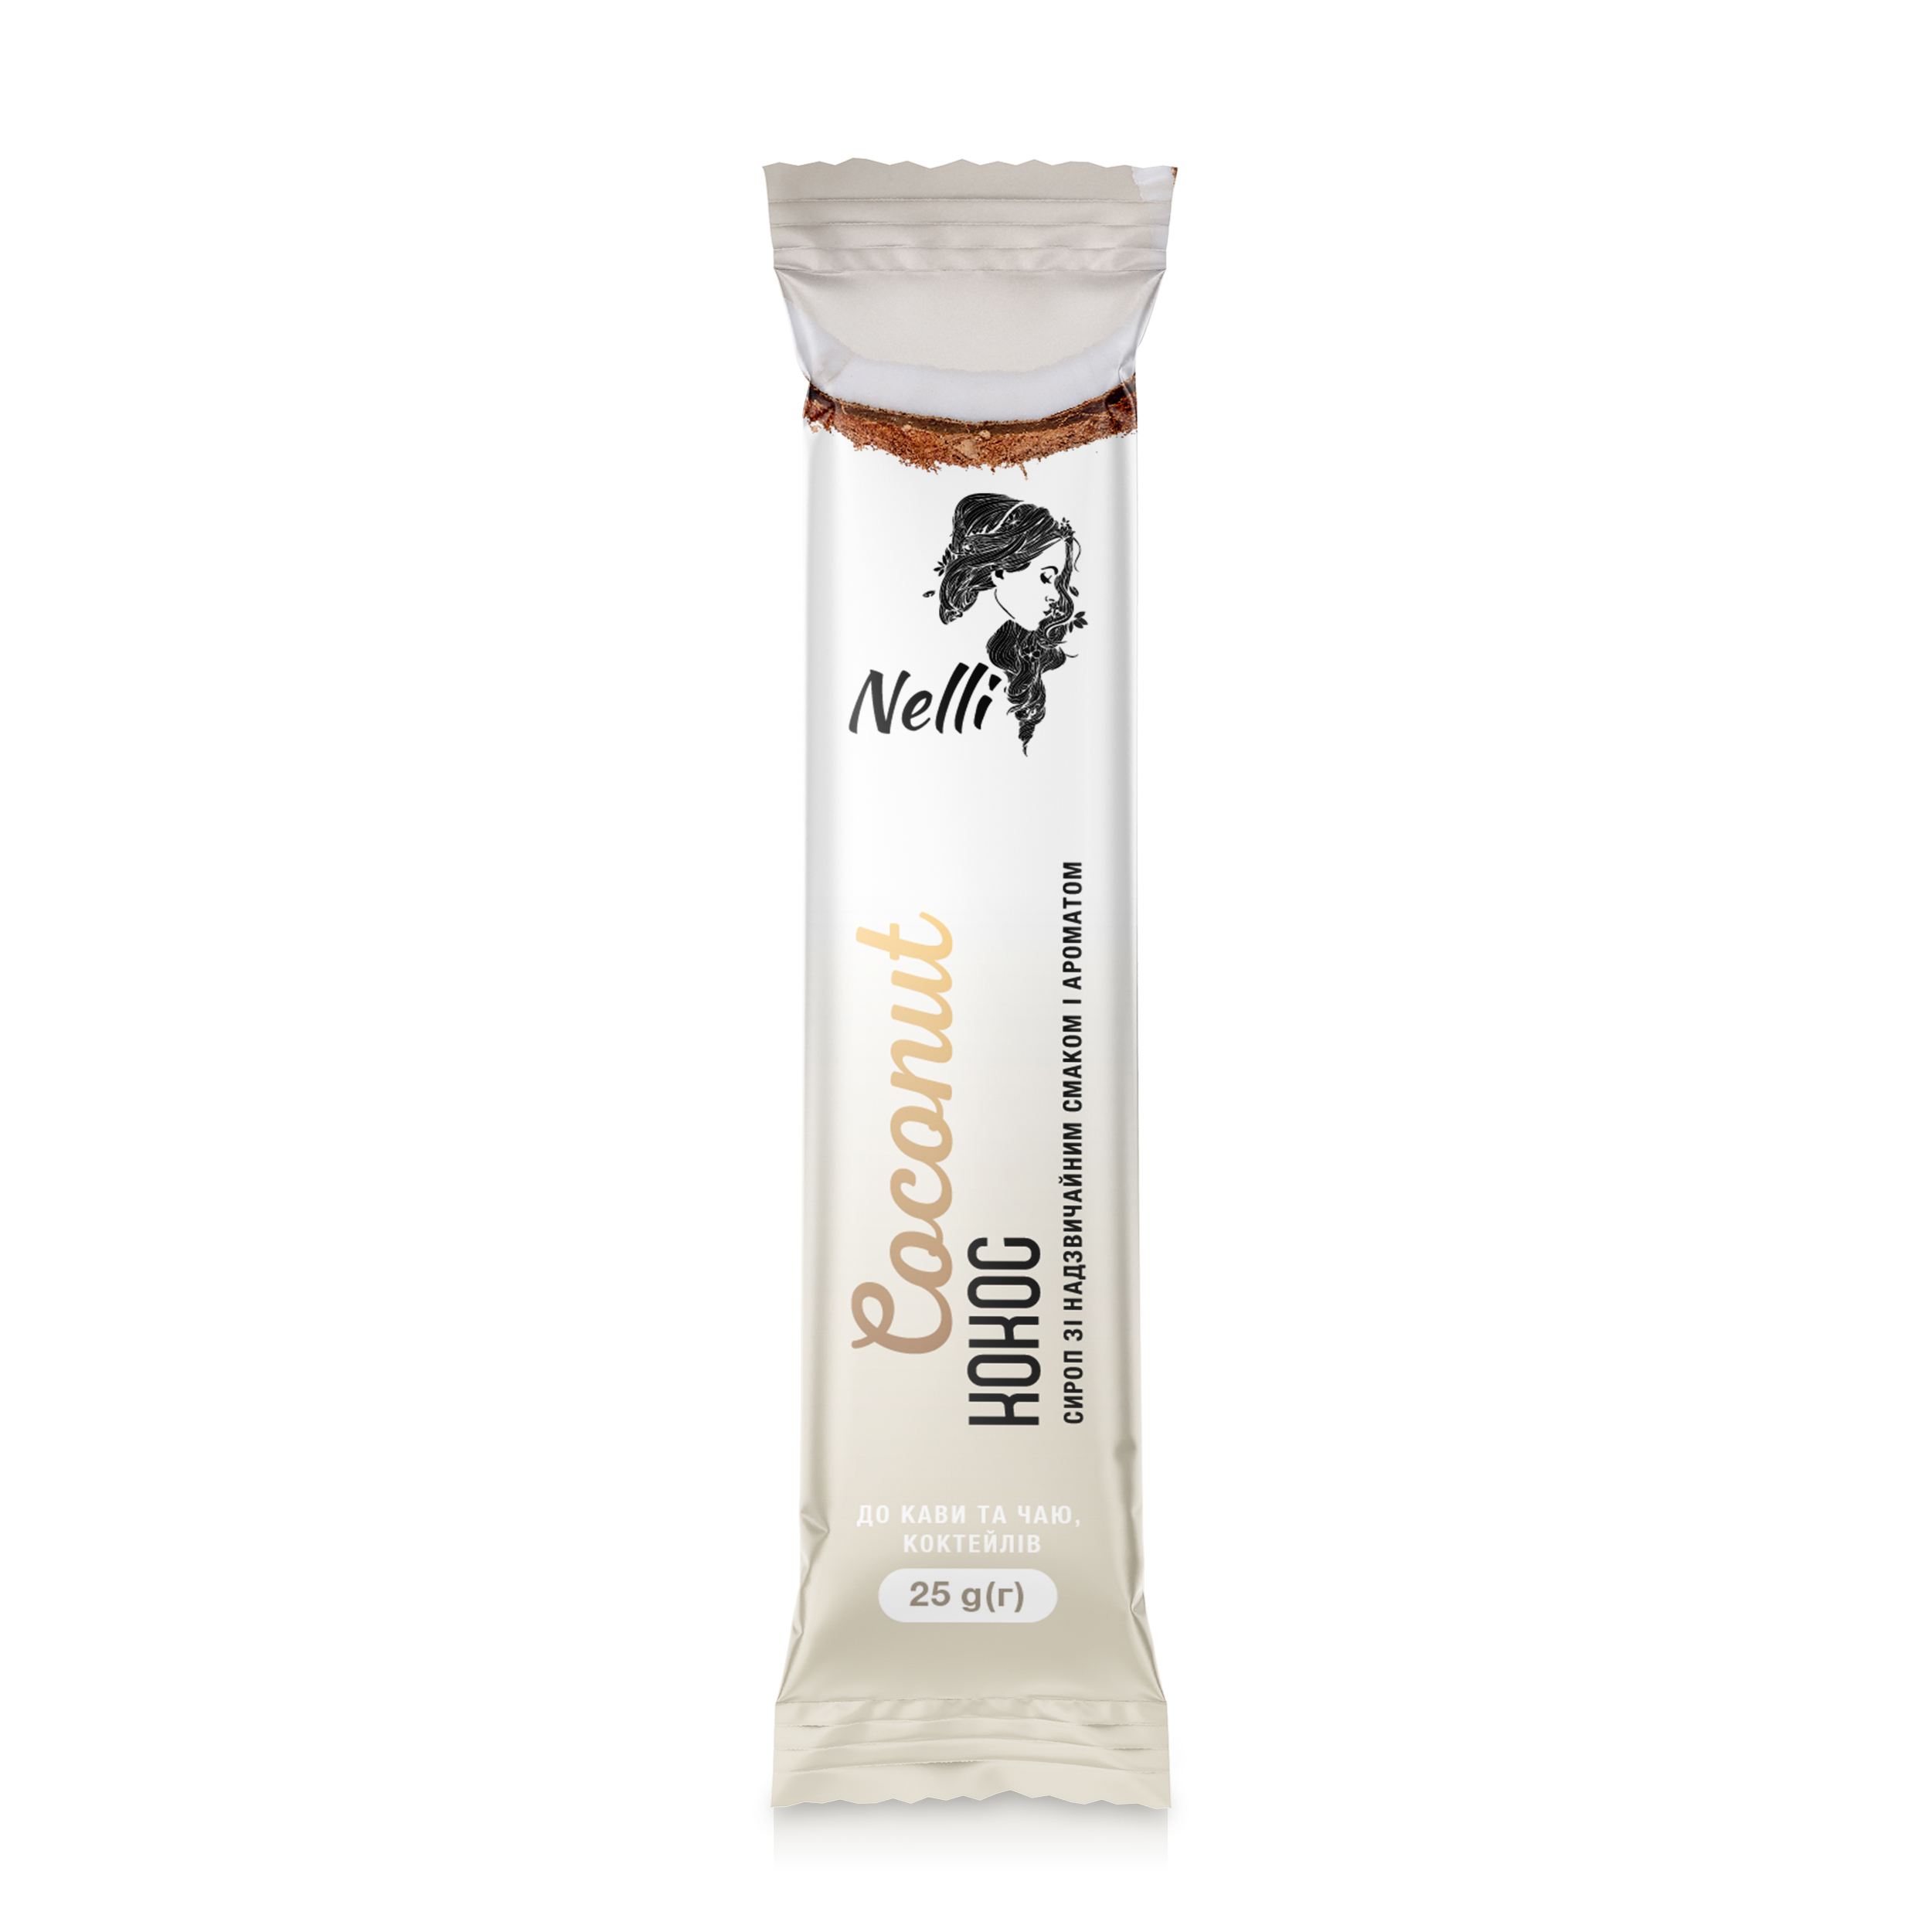 Nelli
Coconut
КОКОС
СИРОП ЗІ НАДЗВИЧАЙНИМ СМАКОМ І АРОМАТОМ
ДО КАВИ ТА ЧАЮ,
КОКТЕЙЛІВ
25 g(г)